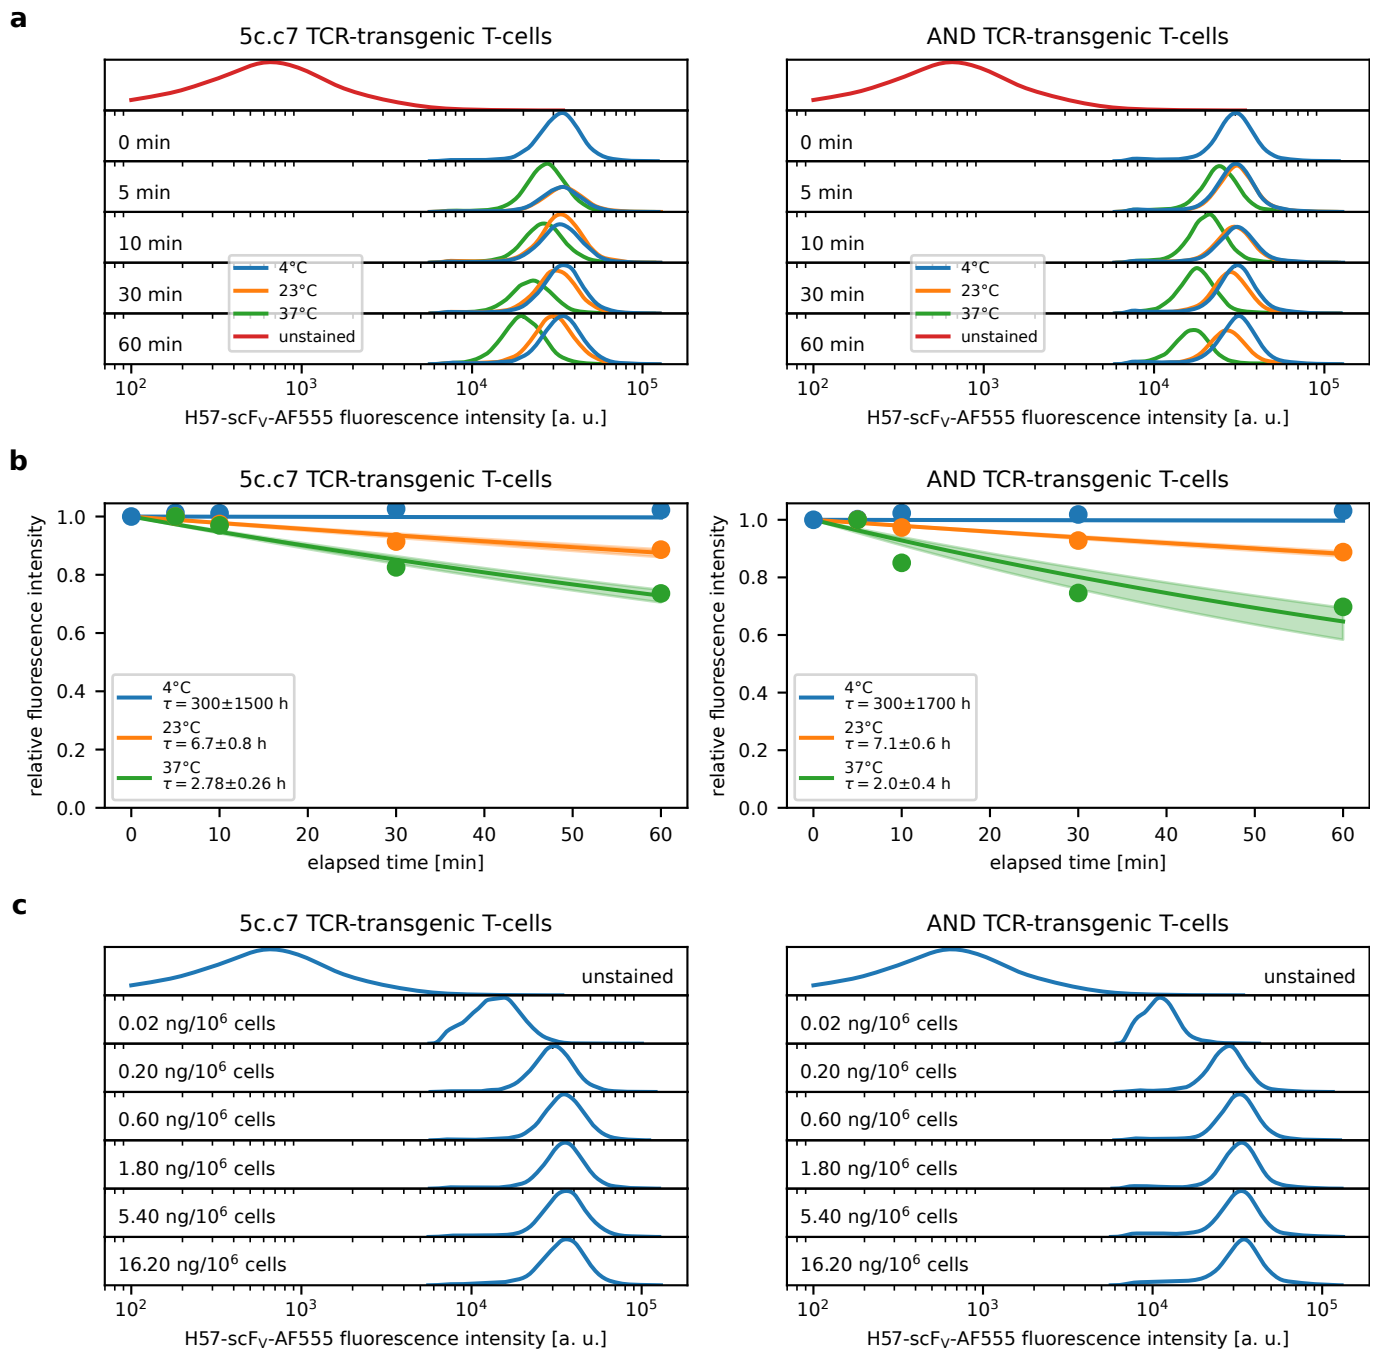 a
5c.c7 TCR-transgenic T-cells
AND TCR-transgenic T-cells
0 min
5 min
10 min
30 min
60 min
4°C
23°C
37°C
unstained
10² 10³ 10⁴ 10⁵
H57-scFᵥ-AF555 fluorescence intensity [a. u.]
0 min
5 min
10 min
30 min
60 min
4°C
23°C
37°C
unstained
10² 10³ 10⁴ 10⁵
H57-scFᵥ-AF555 fluorescence intensity [a. u.]
b
5c.c7 TCR-transgenic T-cells
relative fluorescence intensity
1.0
0.8
0.6
0.4
0.2
0.0
4°C
τ = 300±1500 h
23°C
τ = 6.7±0.8 h
37°C
τ = 2.78±0.26 h
0 10 20 30 40 50 60
elapsed time [min]
AND TCR-transgenic T-cells
relative fluorescence intensity
1.0
0.8
0.6
0.4
0.2
0.0
4°C
τ = 300±1700 h
23°C
τ = 7.1±0.6 h
37°C
τ = 2.0±0.4 h
0 10 20 30 40 50 60
elapsed time [min]
c
5c.c7 TCR-transgenic T-cells
unstained
0.02 ng/10⁶ cells
0.20 ng/10⁶ cells
0.60 ng/10⁶ cells
1.80 ng/10⁶ cells
5.40 ng/10⁶ cells
16.20 ng/10⁶ cells
10² 10³ 10⁴ 10⁵
H57-scFᵥ-AF555 fluorescence intensity [a. u.]
AND TCR-transgenic T-cells
unstained
0.02 ng/10⁶ cells
0.20 ng/10⁶ cells
0.60 ng/10⁶ cells
1.80 ng/10⁶ cells
5.40 ng/10⁶ cells
16.20 ng/10⁶ cells
10² 10³ 10⁴ 10⁵
H57-scFᵥ-AF555 fluorescence intensity [a. u.]